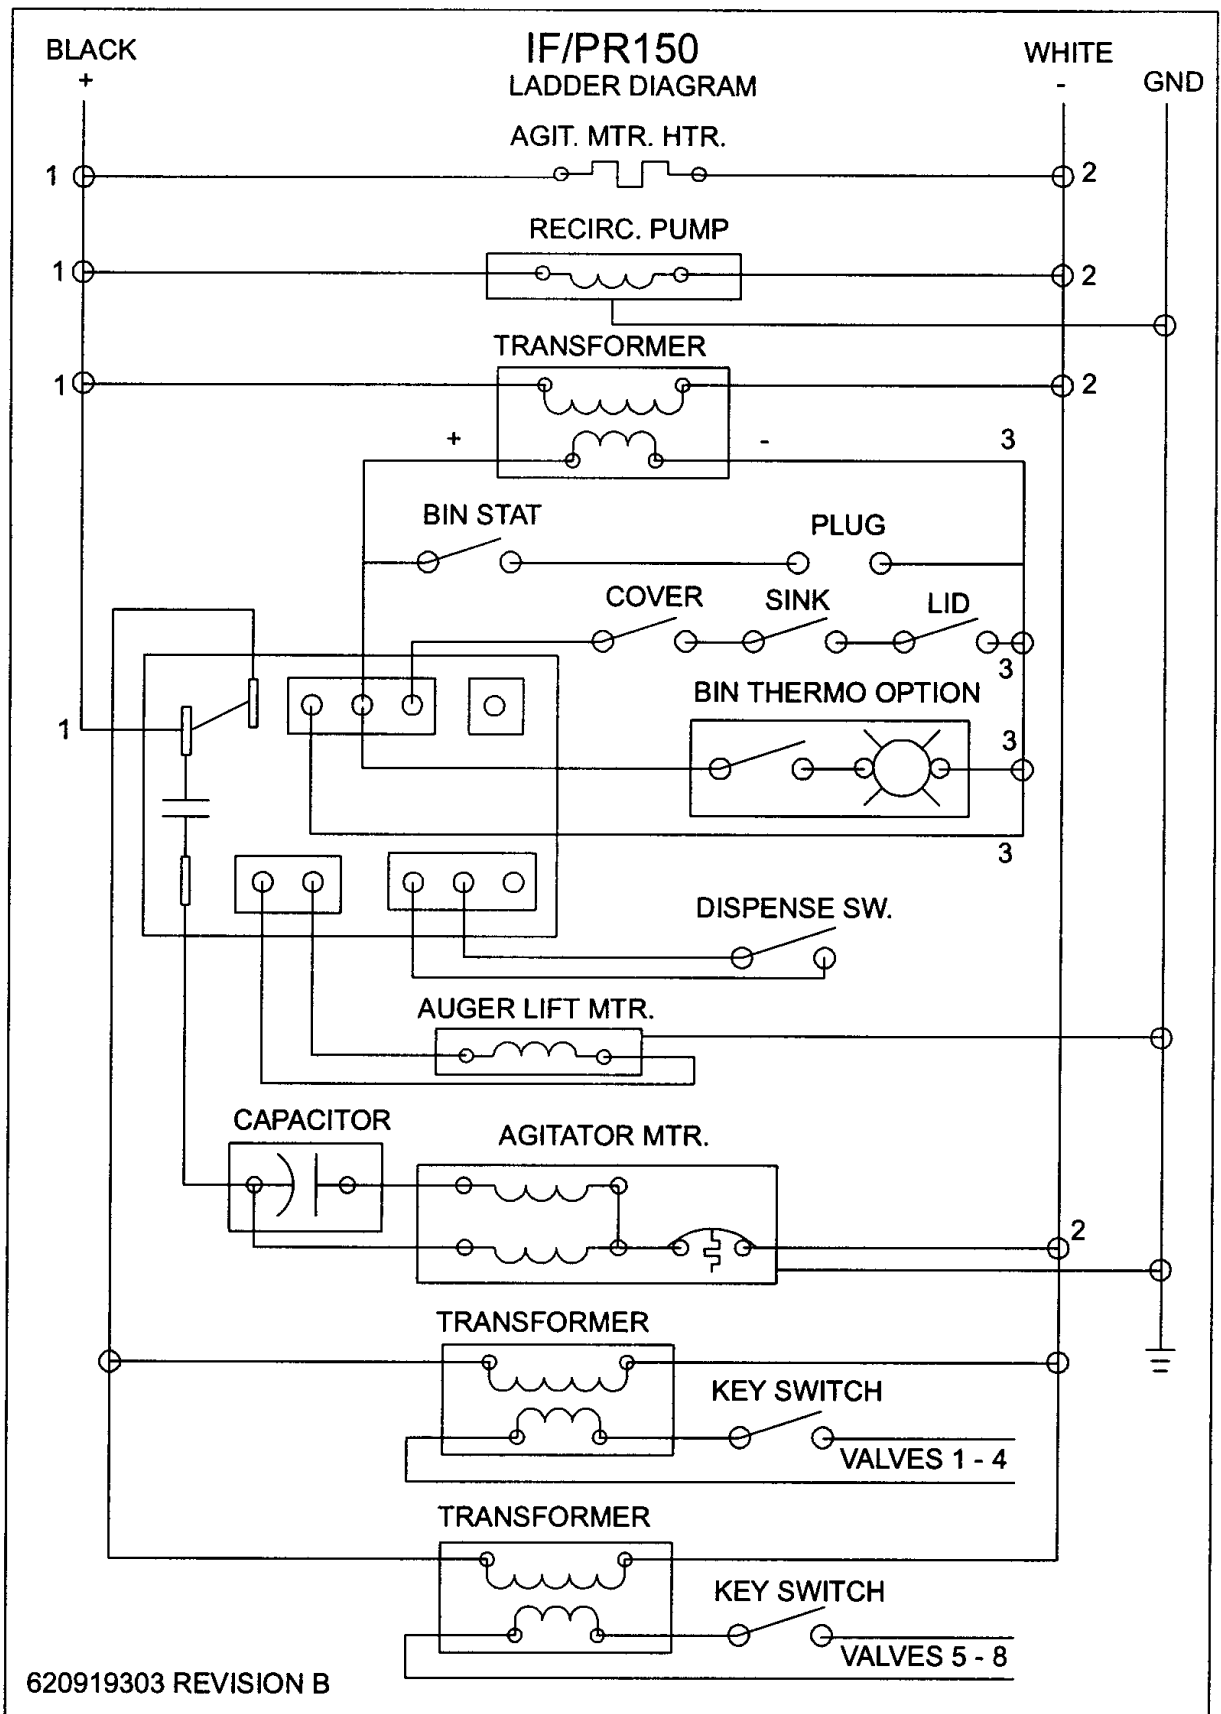 IF/PR150
LADDER DIAGRAM
BLACK
+
WHITE
-
GND
AGIT. MTR. HTR.
1
2
RECIRC. PUMP
1
2
TRANSFORMER
1
2
+
-
3
BIN STAT
PLUG
COVER
SINK
LID
3
BIN THERMO OPTION
1
3
3
DISPENSE SW.
AUGER LIFT MTR.
CAPACITOR
AGITATOR MTR.
2
TRANSFORMER
KEY SWITCH
VALVES 1 - 4
TRANSFORMER
KEY SWITCH
VALVES 5 - 8
620919303 REVISION B